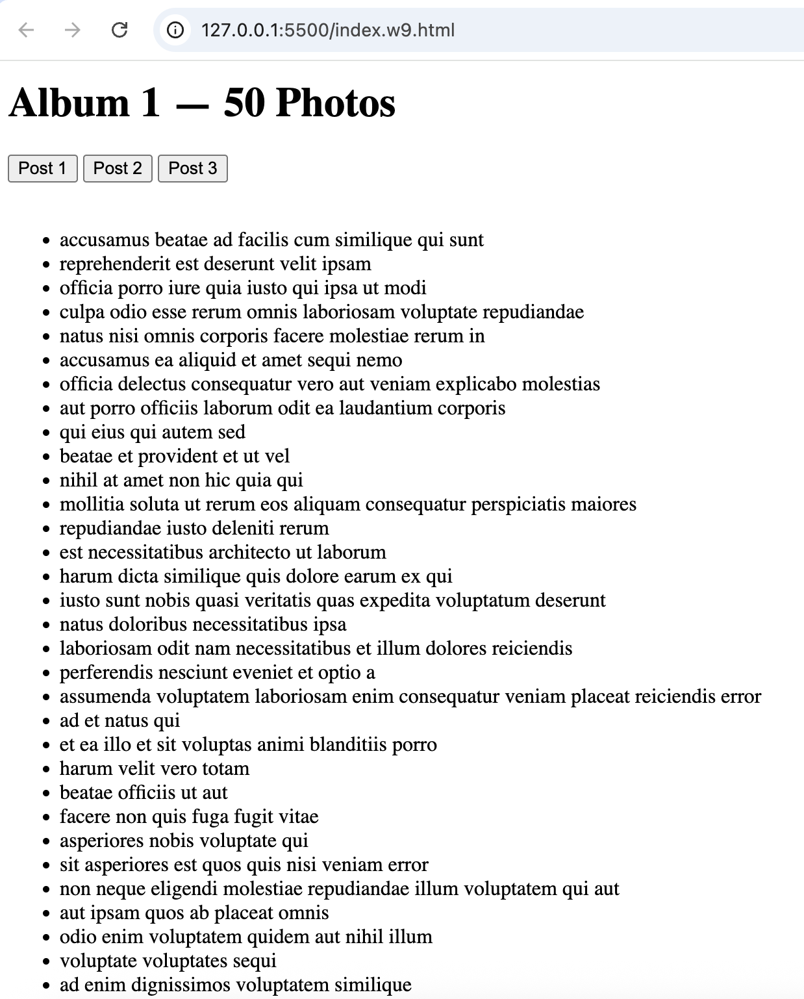 127.0.0.1:5500/index.w9.html
Album 1 — 50 Photos
Post 1 Post 2 Post 3
• accusamus beatae ad facilis cum similique qui sunt
• reprehenderit est deserunt velit ipsam
• officia porro iure quia iusto qui ipsa ut modi
• culpa odio esse rerum omnis laboriosam voluptate repudiandae
• natus nisi omnis corporis facere molestiae rerum in
• accusamus ea aliquid et amet sequi nemo
• officia delectus consequatur vero aut veniam explicabo molestias
• aut porro officiis laborum odit ea laudantium corporis
• qui eius qui autem sed
• beatae et provident et ut vel
• nihil at amet non hic quia qui
• mollitia soluta ut rerum eos aliquam consequatur perspiciatis maiores
• repudiandae iusto deleniti rerum
• est necessitatibus architecto ut laborum
• harum dicta similique quis dolore earum ex qui
• iusto sunt nobis quasi veritatis quas expedita voluptatum deserunt
• natus doloribus necessitatibus ipsa
• laboriosam odit nam necessitatibus et illum dolores reiciendis
• perferendis nesciunt eveniet et optio a
• assumenda voluptatem laboriosam enim consequatur veniam placeat reiciendis error
• ad et natus qui
• et ea illo et sit voluptas animi blanditiis porro
• harum velit vero totam
• beatae officiis ut aut
• facere non quis fuga fugit vitae
• asperiores nobis voluptate qui
• sit asperiores est quos quis nisi veniam error
• non neque eligendi molestiae repudiandae illum voluptatem qui aut
• aut ipsam quos ab placeat omnis
• odio enim voluptatem quidem aut nihil illum
• voluptate voluptates sequi
• ad enim dignissimos voluptatem similique